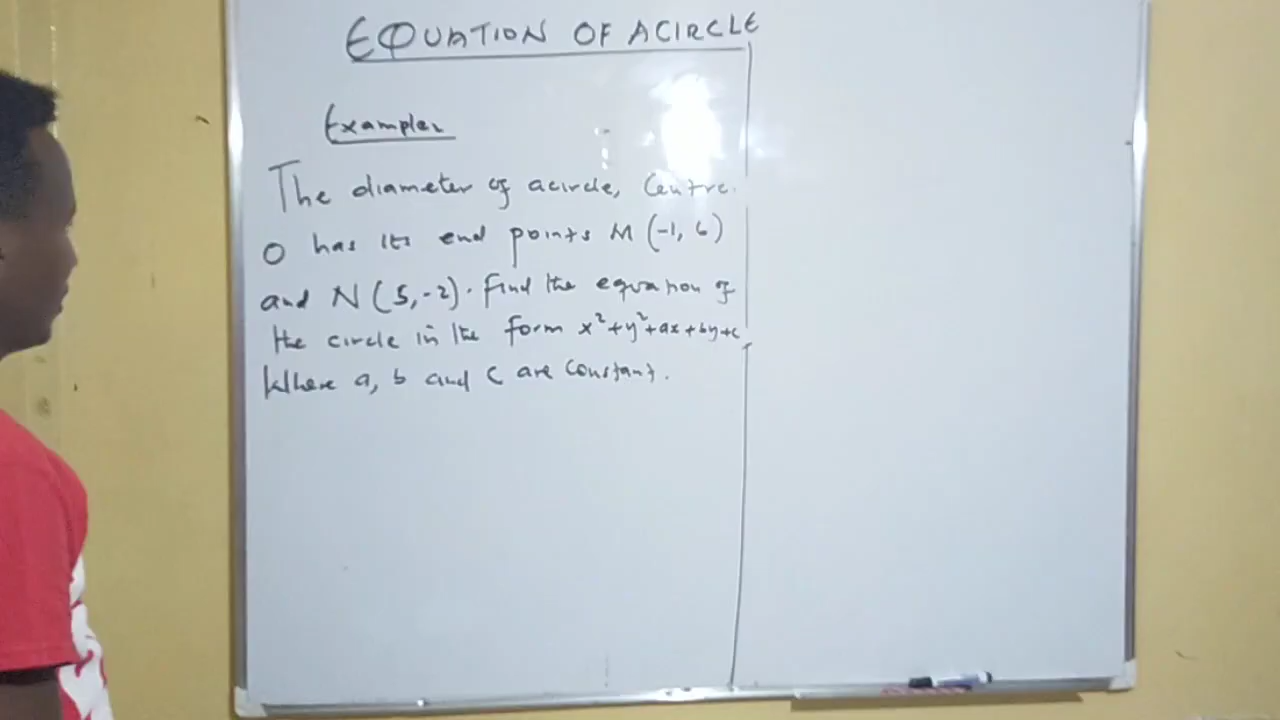 EQUATION OF A CIRCLE
Examples
The diameter of a circle, Centre.
O has its end points M (-1, 6)
and N (5, -2). Find the equation of
the circle in the form x²+y²+ax+by+c
Where a, b and c are constant.